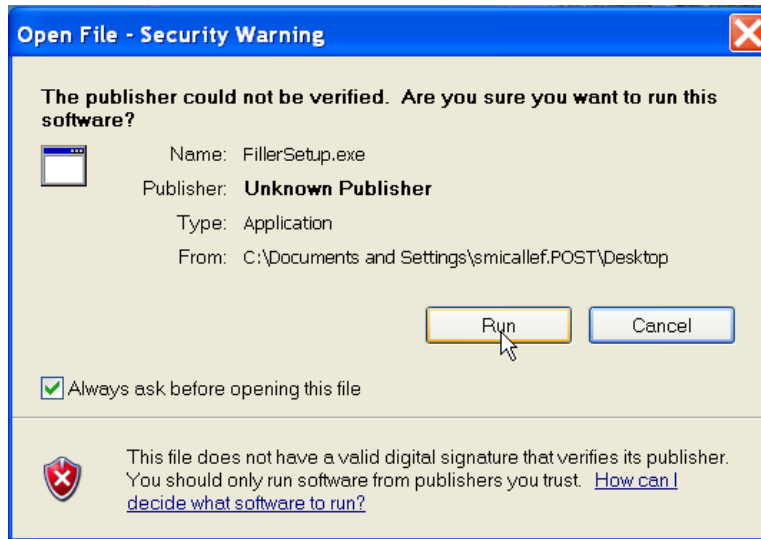 Open File - Security Warning
The publisher could not be verified. Are you sure you want to run this
software?
Name: FillerSetup.exe
Publisher: Unknown Publisher
Type: Application
From: C:\Documents and Settings\smicallef.POST\Desktop
Run Cancel
Always ask before opening this file
This file does not have a valid digital signature that verifies its publisher.
You should only run software from publishers you trust. How can I
decide what software to run?